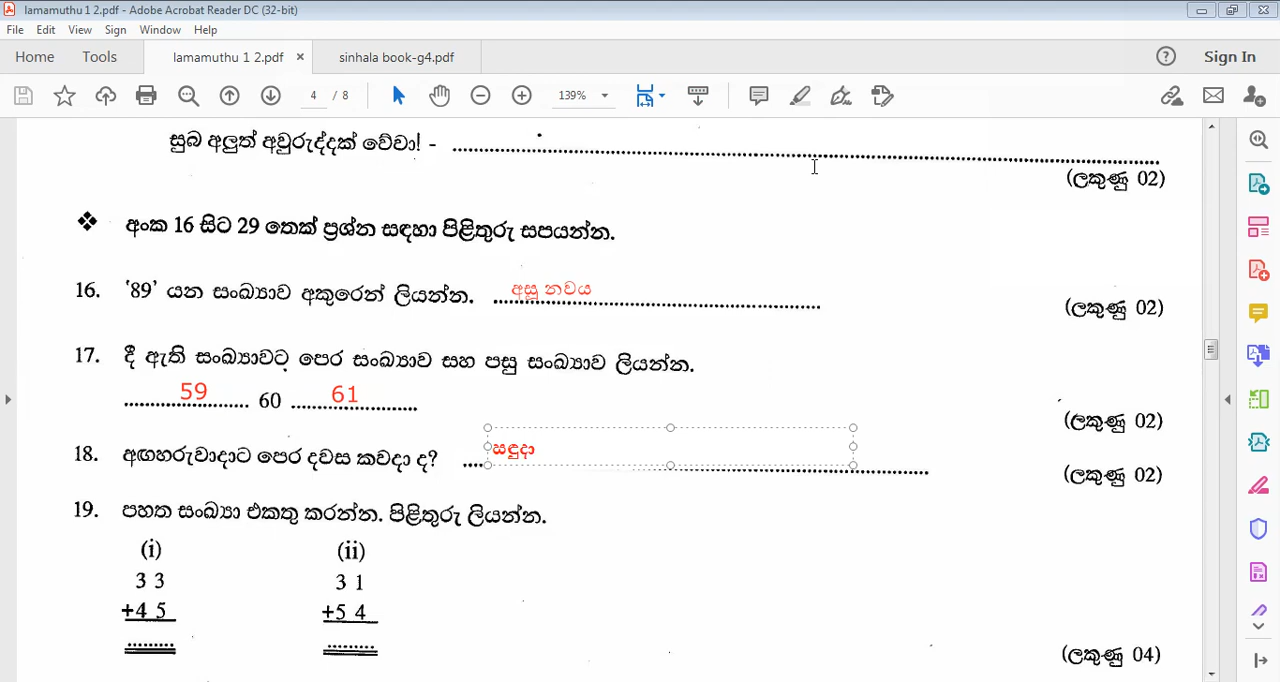 lamamuthu 1 2.pdf - Adobe Acrobat Reader DC (32-bit)
File Edit View Sign Window Help
Home Tools lamamuthu 1 2.pdf × sinhala book-g4.pdf Sign In
4 / 8 139%
සුබ අලුත් අවුරුද්දක් වේවා! - ..........
(ලකුණු 02)
❖ අංක 16 සිට 29 තෙක් ප්‍රශ්න සඳහා පිළිතුරු සපයන්න.
16. ‘89’ යන සංඛ්‍යාව අකුරෙන් ලියන්න. අසූ නවය
(ලකුණු 02)
17. දී ඇති සංඛ්‍යාවට පෙර සංඛ්‍යාව සහ පසු සංඛ්‍යාව ලියන්න.
59 60 61
(ලකුණු 02)
18. අඟහරුවාදාට පෙර දවස කවදා ද? සඳුදා
(ලකුණු 02)
19. පහත සංඛ්‍යා එකතු කරන්න. පිළිතුරු ලියන්න.
(i) (ii)
3 3 3 1
+4 5 +5 4
......... .........
(ලකුණු 04)